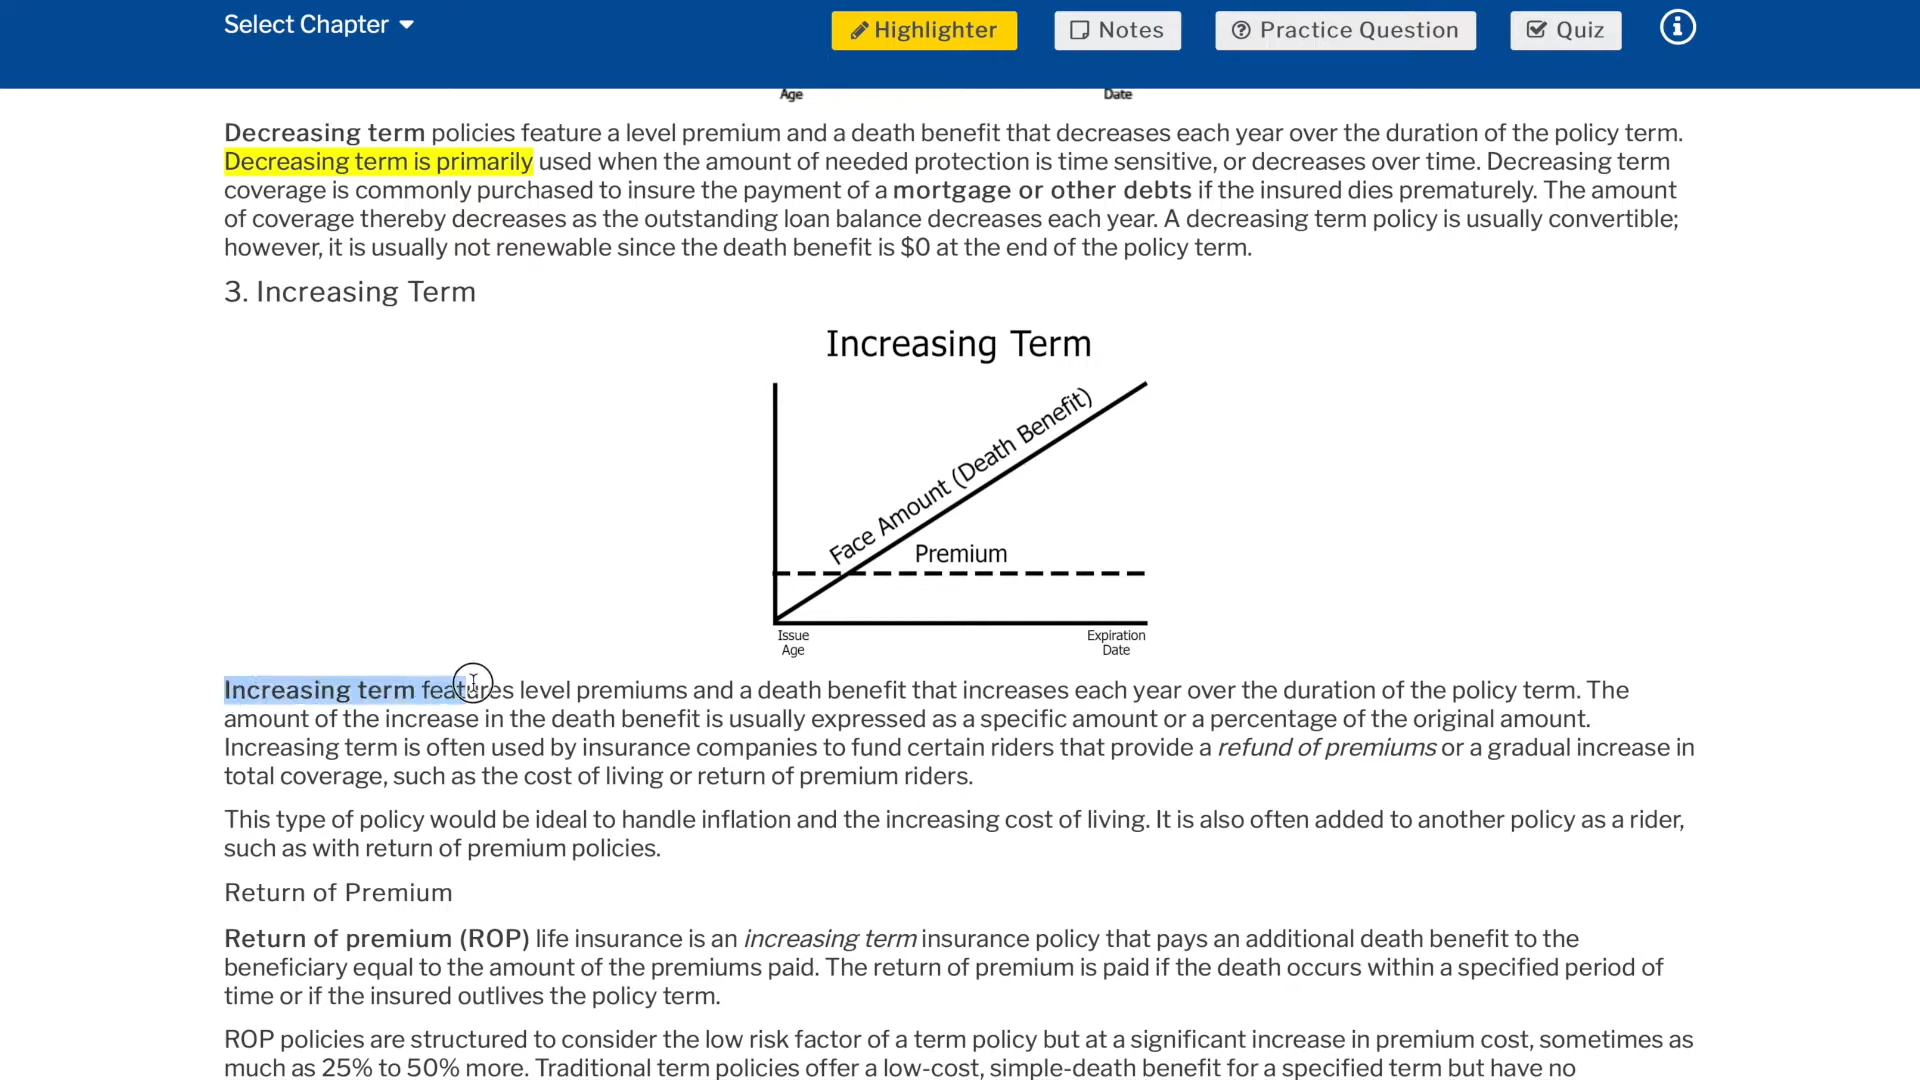 Select Chapter
Highlighter
Notes
Practice Question
Quiz
Age
Date
Decreasing term policies feature a level premium and a death benefit that decreases each year over the duration of the policy term.
Decreasing term is primarily used when the amount of needed protection is time sensitive, or decreases over time. Decreasing term
coverage is commonly purchased to insure the payment of a mortgage or other debts if the insured dies prematurely. The amount
of coverage thereby decreases as the outstanding loan balance decreases each year. A decreasing term policy is usually convertible;
however, it is usually not renewable since the death benefit is $0 at the end of the policy term.
3. Increasing Term
Increasing Term
Face Amount (Death Benefit)
Premium
Issue
Age
Expiration
Date
Increasing term features level premiums and a death benefit that increases each year over the duration of the policy term. The
amount of the increase in the death benefit is usually expressed as a specific amount or a percentage of the original amount.
Increasing term is often used by insurance companies to fund certain riders that provide a refund of premiums or a gradual increase in
total coverage, such as the cost of living or return of premium riders.
This type of policy would be ideal to handle inflation and the increasing cost of living. It is also often added to another policy as a rider,
such as with return of premium policies.
Return of Premium
Return of premium (ROP) life insurance is an increasing term insurance policy that pays an additional death benefit to the
beneficiary equal to the amount of the premiums paid. The return of premium is paid if the death occurs within a specified period of
time or if the insured outlives the policy term.
ROP policies are structured to consider the low risk factor of a term policy but at a significant increase in premium cost, sometimes as
much as 25% to 50% more. Traditional term policies offer a low-cost, simple-death benefit for a specified term but have no